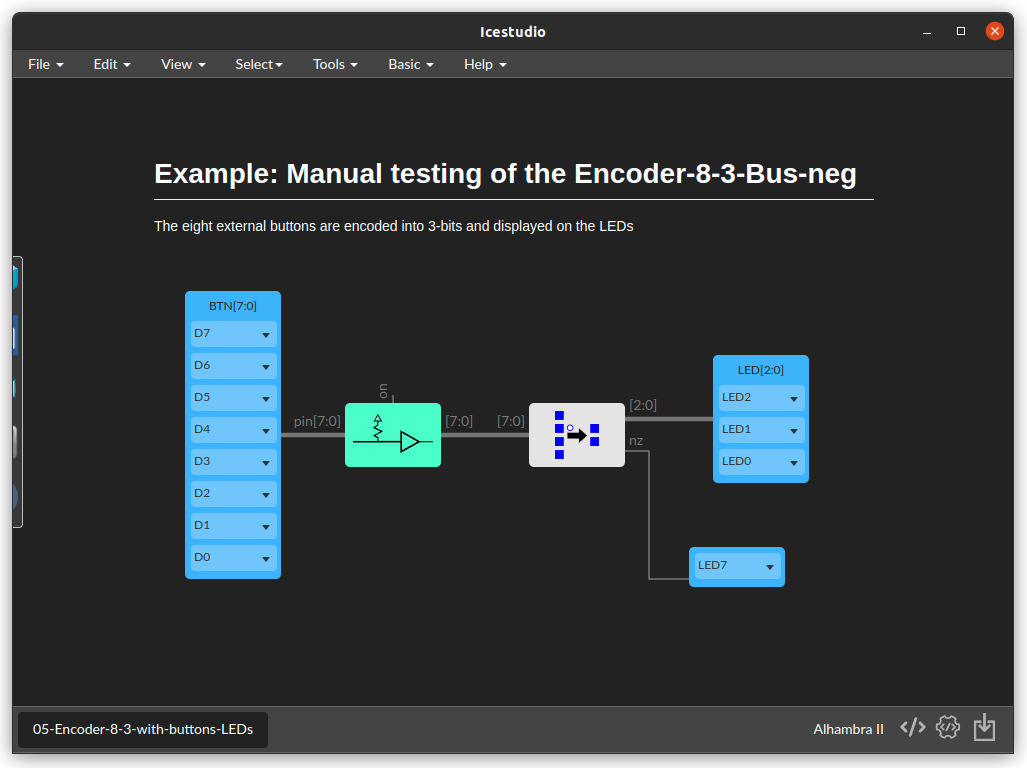 Icestudio
File Edit View Select Tools Basic Help
Example: Manual testing of the Encoder-8-3-Bus-neg
The eight external buttons are encoded into 3-bits and displayed on the LEDs
BTN[7:0]
D7
D6
D5
D4
D3
D2
D1
D0
pin[7:0]
on
[7:0]
[7:0]
[2:0]
nz
LED[2:0]
LED2
LED1
LED0
LED7
05-Encoder-8-3-with-buttons-LEDs
Alhambra II